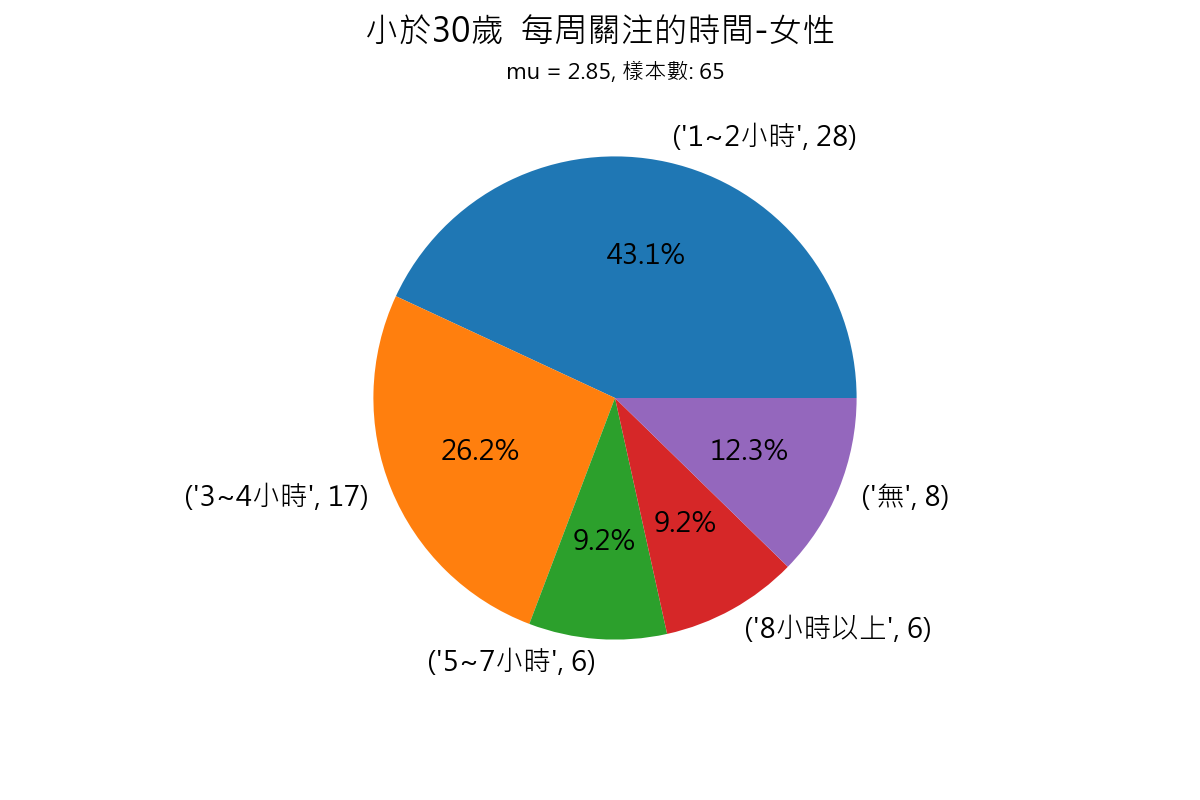 小於30歲 每周關注的時間-女性
mu = 2.85, 樣本數: 65
('1~2小時', 28)
43.1%
26.2%
12.3%
('3~4小時', 17)
('無', 8)
9.2%
9.2%
('8小時以上', 6)
('5~7小時', 6)